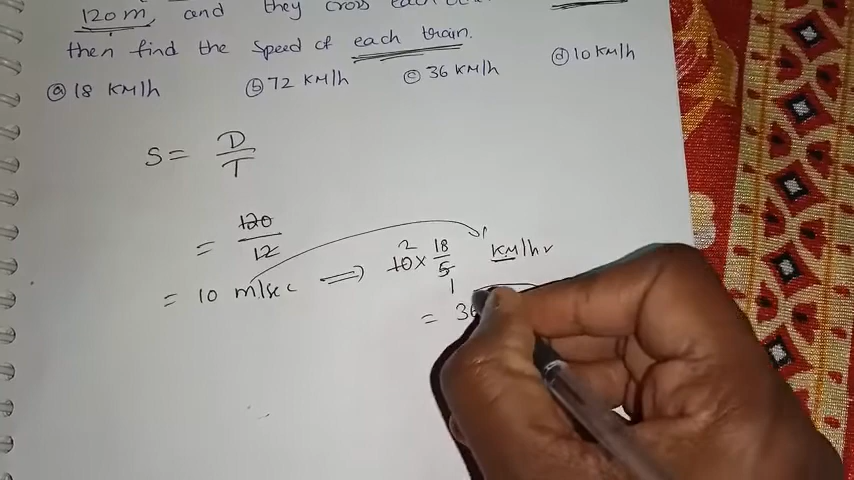 120m, and they cross each
then find the speed of each train.
(a) 18 KM/h (b) 72 KM/h (c) 36 KM/h (d) 10 KM/h
S = D/T
= 120/12
= 10 m/sec ⇒ 10 2 × 18/5 1 KM/hr
= 36